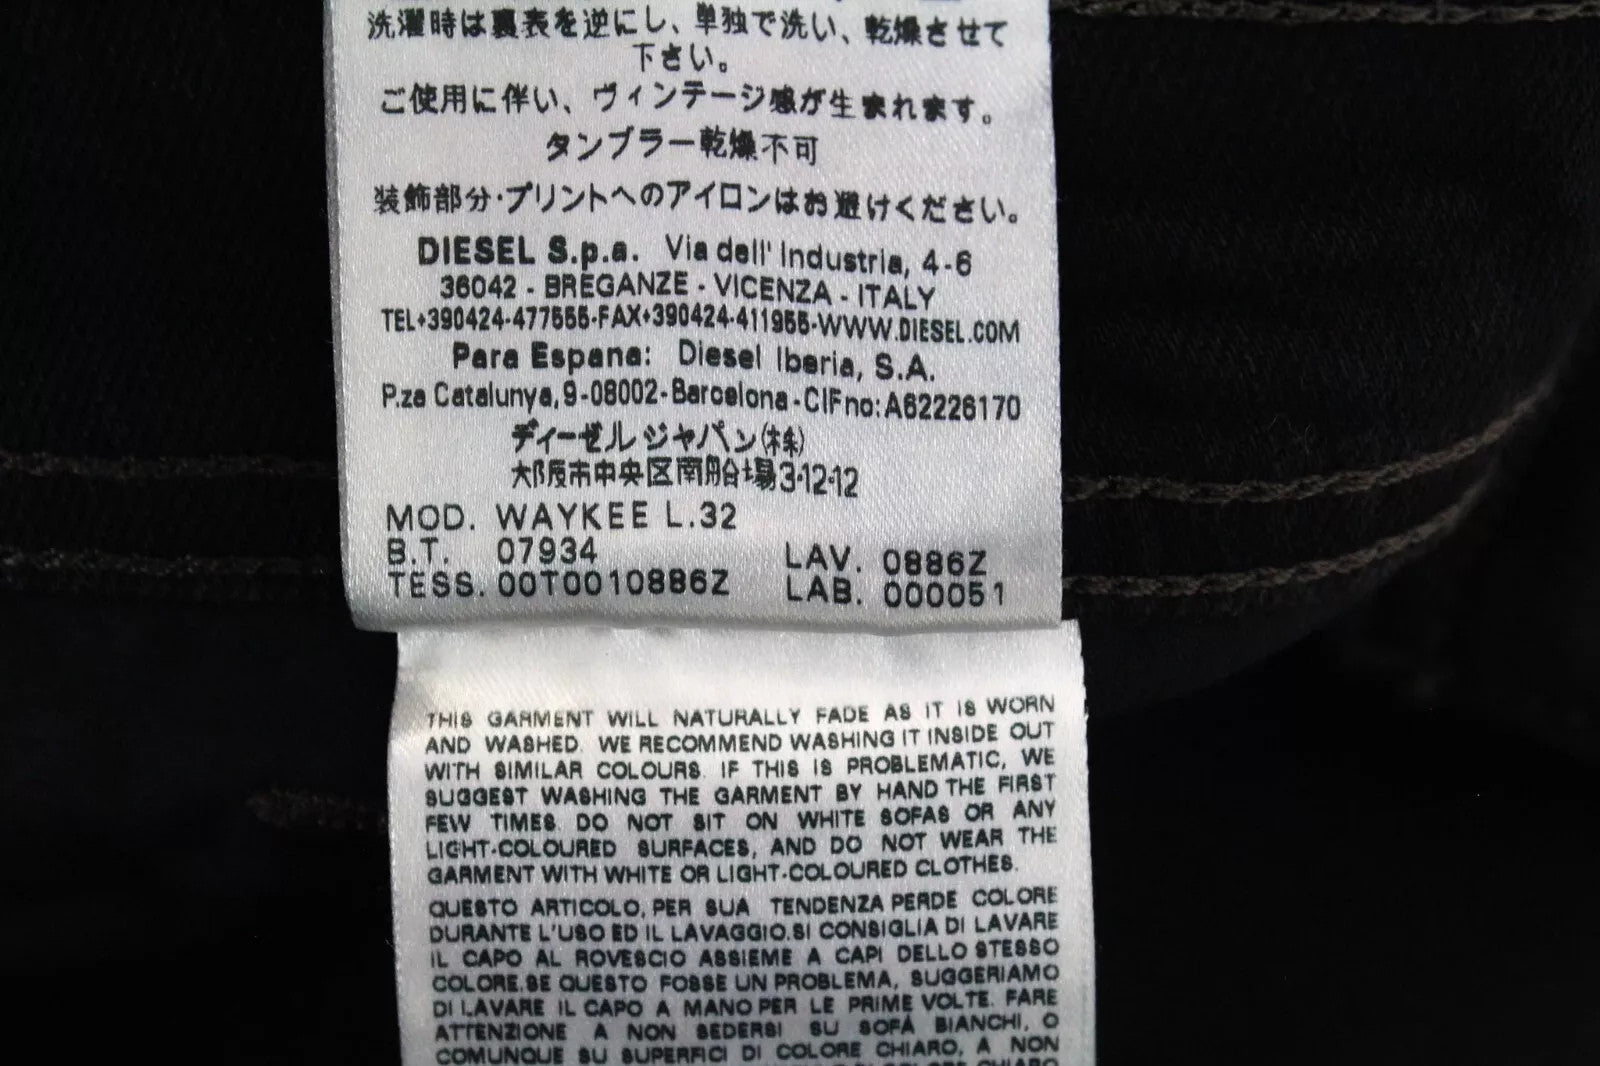 洗濯時は裏表を逆にし、単独で洗い、乾燥させて
下さい。
ご使用に伴い、ヴィンテージ感が生まれます。
タンブラー乾燥不可
装飾部分・プリントへのアイロンはお避けください。
DIESEL S.p.a. Via dell' Industria, 4-6
36042 - BREGANZE - VICENZA - ITALY
TEL+390424-477555-FAX+390424-411955-WWW.DIESEL.COM
Para Espana: Diesel Iberia, S.A.
P.za Catalunya, 9-08002-Barcelona-CIF no: A62226170
ディーゼル ジャパン(株)
大阪市中央区南船台場3-12-12
MOD. WAYKEE L.32
B.T. 07934 LAV. 0886Z
TESS. 00T0010886Z LAB. 000051
THIS GARMENT WILL NATURALLY FADE AS IT IS WORN
AND WASHED. WE RECOMMEND WASHING IT INSIDE OUT
WITH SIMILAR COLOURS. IF THIS IS PROBLEMATIC, WE
SUGGEST WASHING THE GARMENT BY HAND THE FIRST
FEW TIMES. DO NOT SIT ON WHITE SOFAS OR ANY
LIGHT-COLOURED SURFACES, AND DO NOT WEAR THE
GARMENT WITH WHITE OR LIGHT-COLOURED CLOTHES.
QUESTO ARTICOLO, PER SUA TENDENZA PERDE COLORE
DURANTE L'USO ED IL LAVAGGIO. SI CONSIGLIA DI LAVARE
IL CAPO AL ROVESCIO ASSIEME A CAPI DELLO STESSO
COLORE. SE QUESTO FOSSE UN PROBLEMA, SUGGERIAMO
DI LAVARE IL CAPO A MANO PER LE PRIME VOLTE. FARE
ATTENZIONE A NON SEDERSI SU SOFÀ BIANCHI, O
COMUNQUE SU SUPERFICI DI COLORE CHIARO, A NON